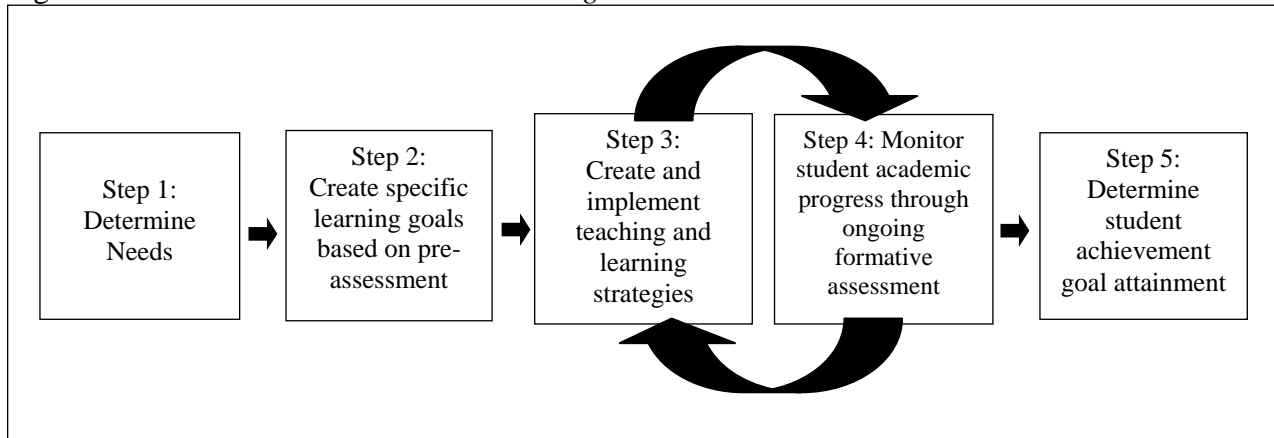 Step 1:
Determine
Needs
Step 2:
Create specific
learning goals
based on pre-
assessment
Step 3:
Create and
implement
teaching and
learning
strategies
Step 4: Monitor
student academic
progress through
ongoing
formative
assessment
Step 5:
Determine
student
achievement
goal attainment